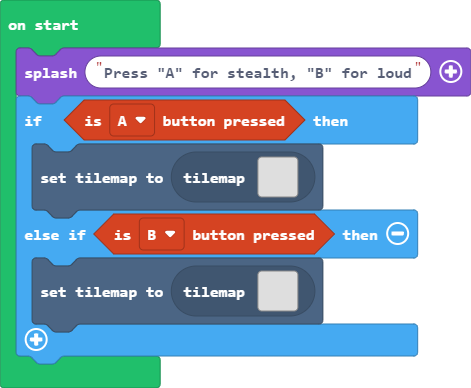 on start
splash "Press "A" for stealth, "B" for loud"
if is A button pressed then
set tilemap to tilemap
else if is B button pressed then
set tilemap to tilemap